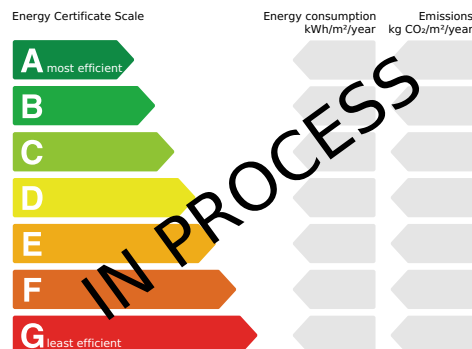 Energy Certificate Scale
Energy consumption
kWh/m²/year
Emissions
kg CO₂/m²/year
A most efficient
B
C
D
E
F
G least efficient
IN PROCESS